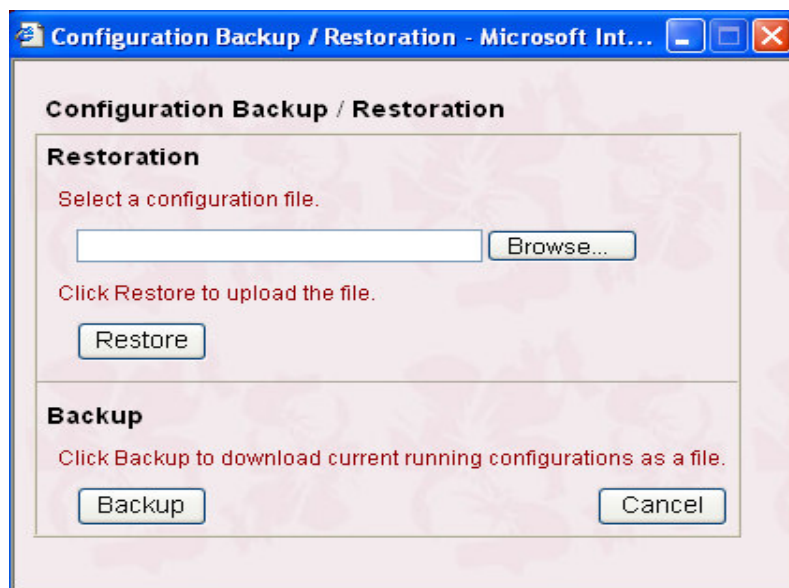 Configuration Backup / Restoration - Microsoft Int...
Configuration Backup / Restoration
Restoration
Select a configuration file.
Browse...
Click Restore to upload the file.
Restore
Backup
Click Backup to download current running configurations as a file.
Backup Cancel